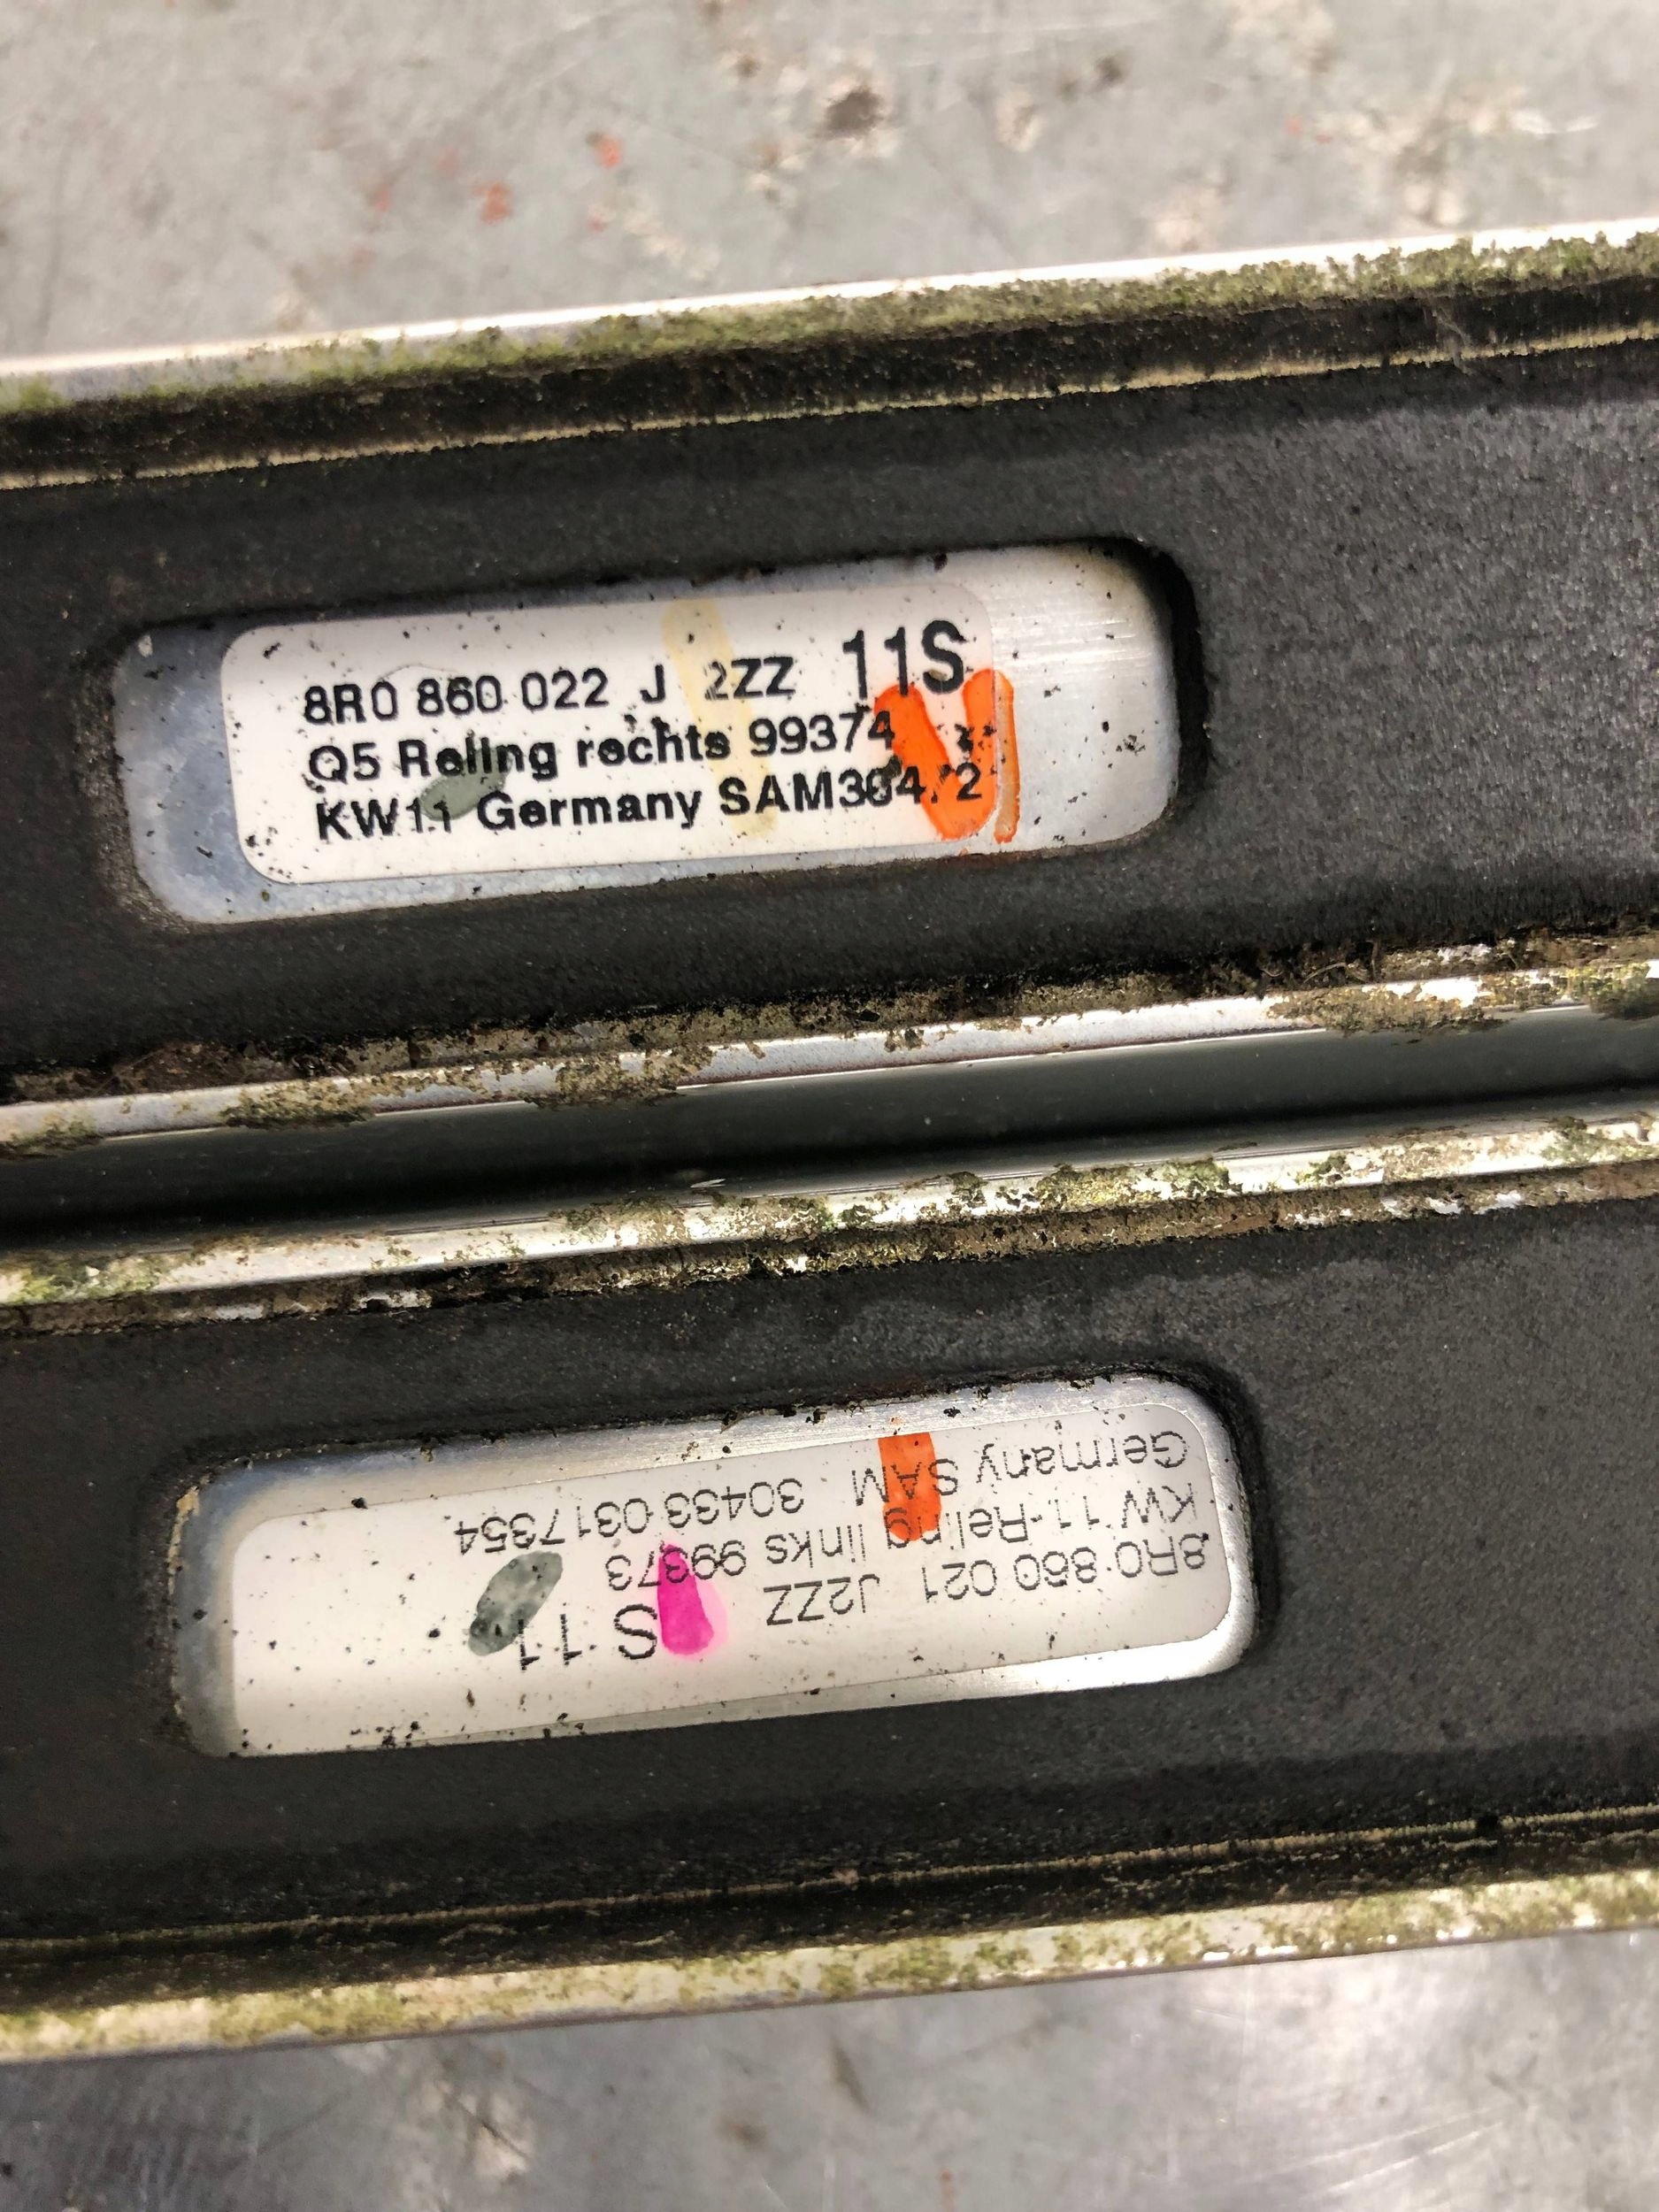 8R0 860 022 J 2ZZ 11S
Q5 Reling rechts 99374
KW11 Germany SAM304/2
8R0 860 021 J2ZZ S 11
KW 11-Reling links 99373
Germany SAM 30433 0317354